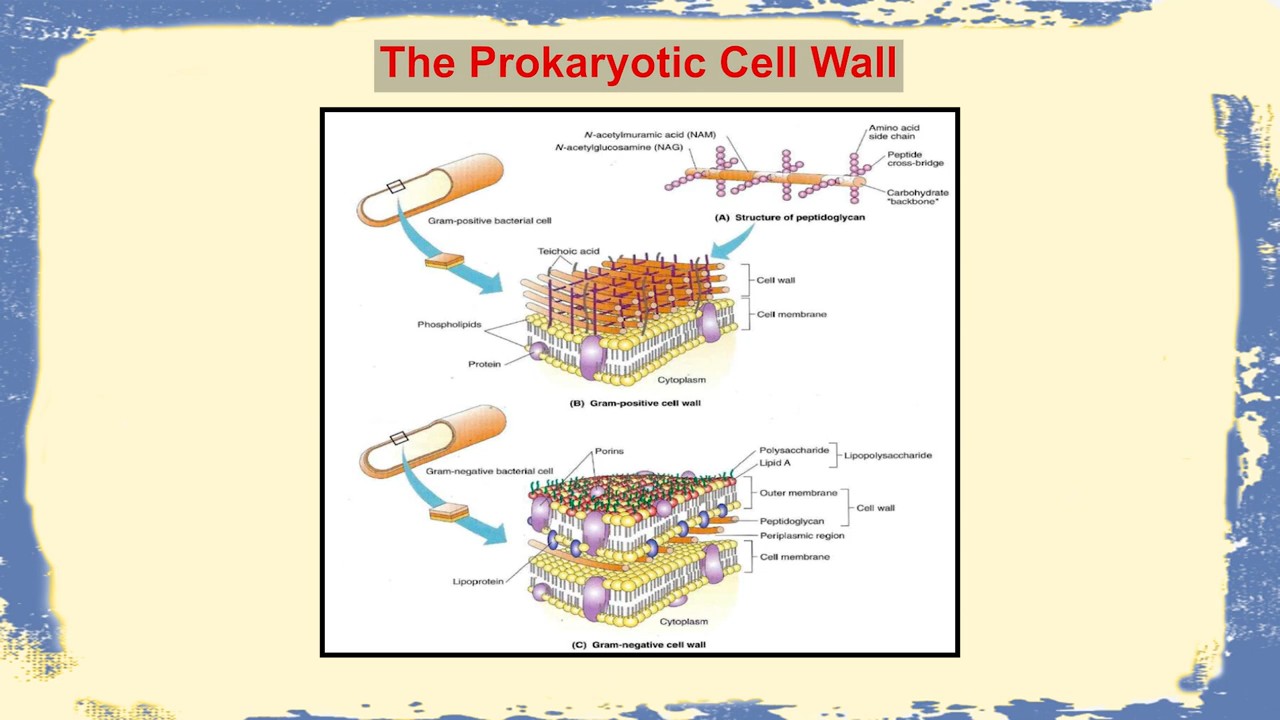 The Prokaryotic Cell Wall
N-acetylmuramic acid (NAM)
N-acetylglucosamine (NAG)
Amino acid
side chain
Peptide
cross-bridge
Carbohydrate
"backbone"
(A) Structure of peptidoglycan
Gram-positive bacterial cell
Teichoic acid
Cell wall
Cell membrane
Phospholipids
Protein
Cytoplasm
(B) Gram-positive cell wall
Gram-negative bacterial cell
Porins
Polysaccharide
Lipid A
Lipopolysaccharide
Outer membrane
Cell wall
Peptidoglycan
Periplasmic region
Cell membrane
Lipoprotein
Cytoplasm
(C) Gram-negative cell wall